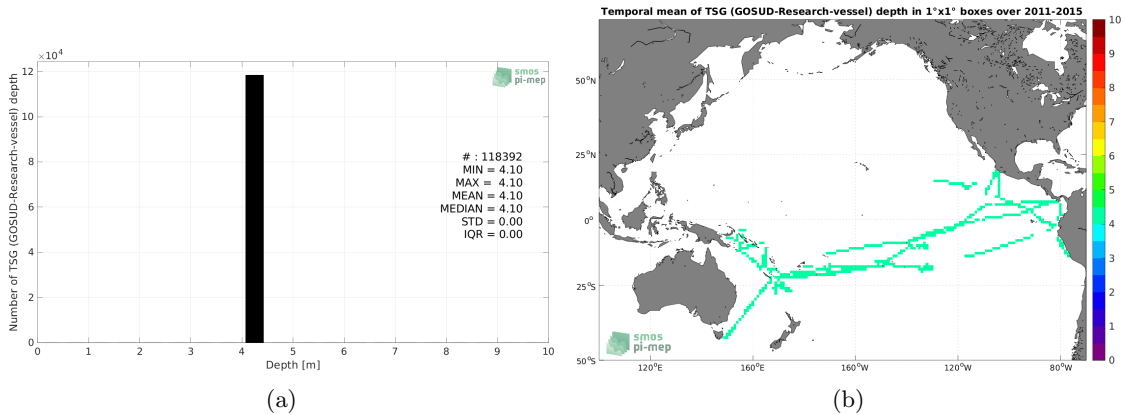 ×10⁴
12
10
8
6
4
2
0
Number of TSG (GOSUD-Research-vessel) depth
smos
pi-mep
# : 118392
MIN = 4.10
MAX = 4.10
MEAN = 4.10
MEDIAN = 4.10
STD = 0.00
IQR = 0.00
0 1 2 3 4 5 6 7 8 9 10
Depth [m]
(a)
Temporal mean of TSG (GOSUD-Research-vessel) depth in 1°x1° boxes over 2011-2015
50°N
25°N
0°
25°S
50°S
smos
pi-mep
120°E 160°E 160°W 120°W 80°W
10
9
8
7
6
5
4
3
2
1
0
(b)